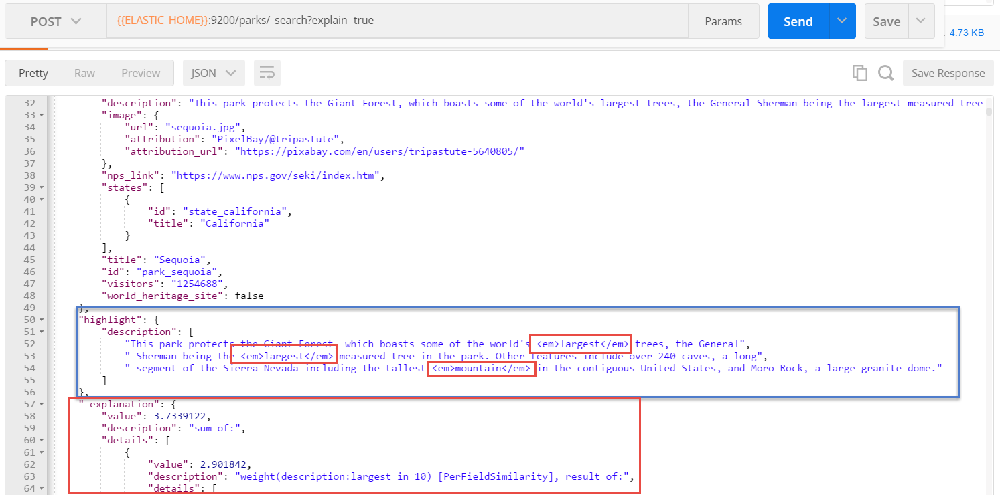 POST {{ELASTIC_HOME}}:9200/parks/_search?explain=true Params Send Save : 4.73 KB
Pretty Raw Preview JSON Save Response
32 "description": "This park protects the Giant Forest, which boasts some of the world's largest trees, the General Sherman being the largest measured tree
33 "image": {
34 "url": "sequoia.jpg",
35 "attribution": "PixelBay/@tripastute",
36 "attribution_url": "https://pixabay.com/en/users/tripastute-5640805/"
37 },
38 "nps_link": "https://www.nps.gov/seki/index.htm",
39 "states": [
40 {
41 "id": "state_california",
42 "title": "California"
43 }
44 ],
45 "title": "Sequoia",
46 "id": "park_sequoia",
47 "visitors": "1254688",
48 "world_heritage_site": false
49 },
50 "highlight": {
51 "description": [
52 "This park protects the Giant Forest, which boasts some of the world's <em>largest</em> trees, the General",
53 " Sherman being the <em>largest</em> measured tree in the park. Other features include over 240 caves, a long",
54 " segment of the Sierra Nevada including the tallest <em>mountain</em> in the contiguous United States, and Moro Rock, a large granite dome."
55 ]
56 },
57 "_explanation": {
58 "value": 3.7339122,
59 "description": "sum of:",
60 "details": [
61 {
62 "value": 2.901842,
63 "description": "weight(description:largest in 10) [PerFieldSimilarity], result of:",
64 "details": [